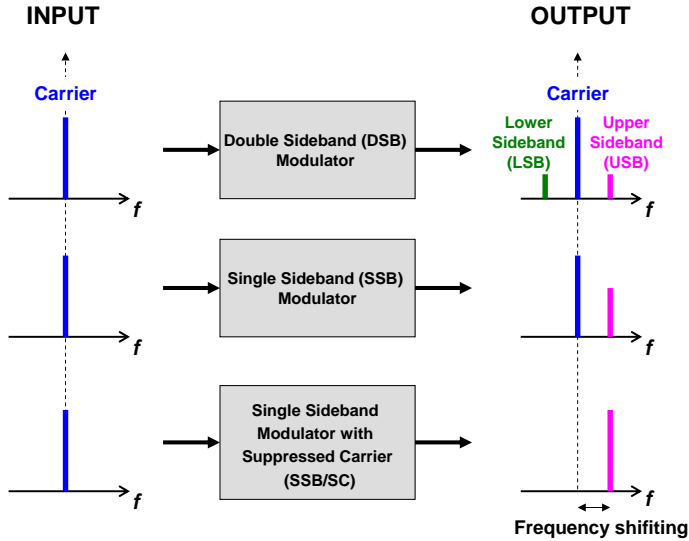 INPUT
OUTPUT
Carrier
Double Sideband (DSB)
Modulator
Carrier
Lower
Sideband
(LSB)
Upper
Sideband
(USB)
f
f
Single Sideband (SSB)
Modulator
f
f
Single Sideband
Modulator with
Suppressed Carrier
(SSB/SC)
f
f
Frequency shifiting